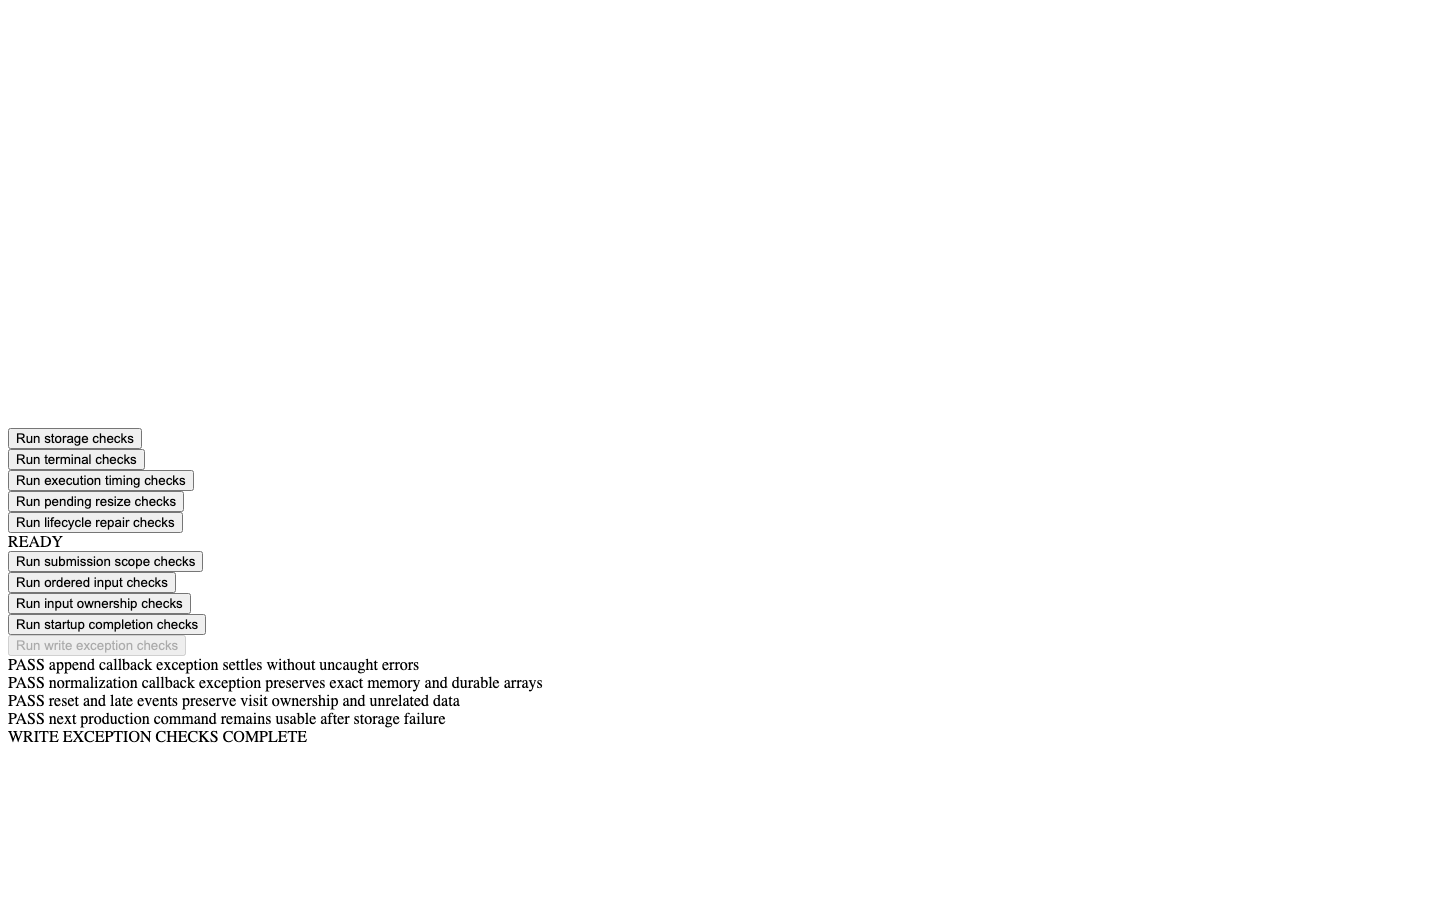 Run storage checks
Run terminal checks
Run execution timing checks
Run pending resize checks
Run lifecycle repair checks
READY
Run submission scope checks
Run ordered input checks
Run input ownership checks
Run startup completion checks
Run write exception checks
PASS append callback exception settles without uncaught errors
PASS normalization callback exception preserves exact memory and durable arrays
PASS reset and late events preserve visit ownership and unrelated data
PASS next production command remains usable after storage failure
WRITE EXCEPTION CHECKS COMPLETE